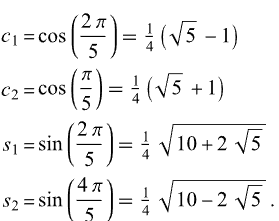 c₁ = cos(2π/5) = 1/4 (√5 − 1)
c₂ = cos(π/5) = 1/4 (√5 + 1)
s₁ = sin(2π/5) = 1/4 √(10 + 2√5)
s₂ = sin(4π/5) = 1/4 √(10 − 2√5) .